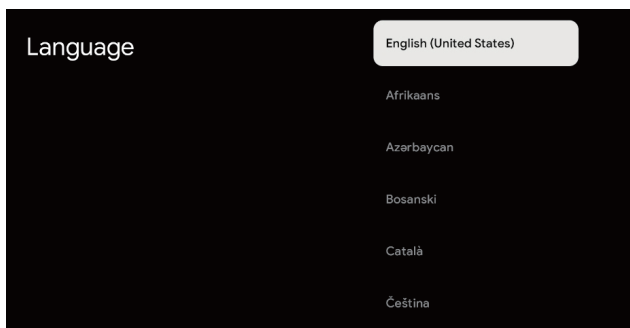 Language
English (United States)
Afrikaans
Azərbaycan
Bosanski
Català
Čeština